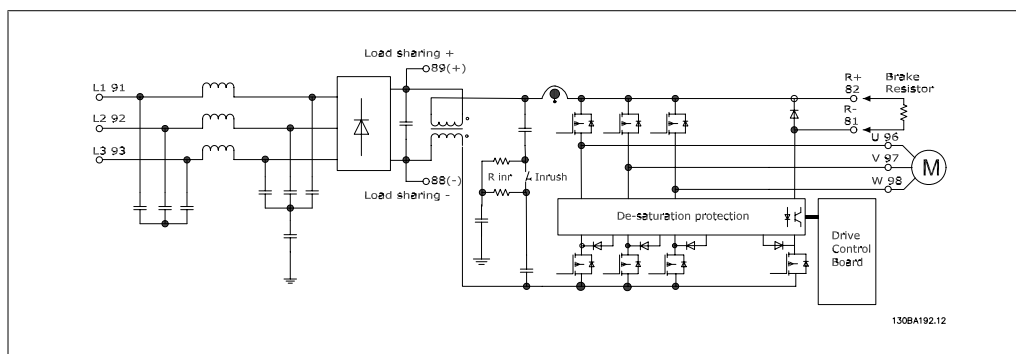 Load sharing +
89(+)
L1 91
L2 92
L3 93
88(-)
Load sharing -
R inr
Inrush
R+
82
Brake
Resistor
R-
81
U 96
V 97
W 98
M
De-saturation protection
Drive
Control
Board
130BA192.12